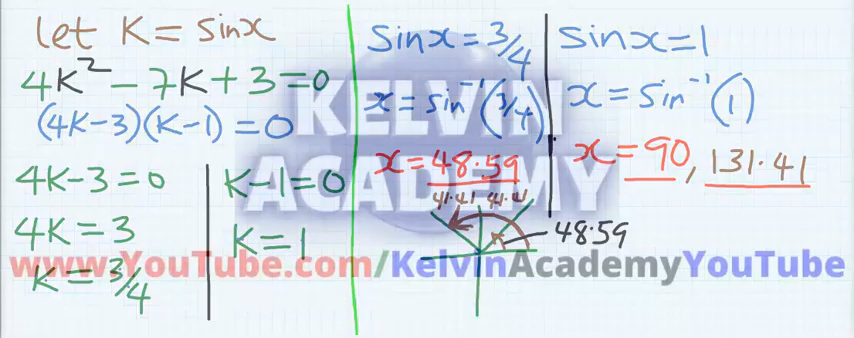 let K = sinx
4K² - 7K + 3 = 0
(4K-3)(K-1) = 0
4K-3 = 0
4K = 3
K = 3/4
K-1 = 0
K = 1
sinx = 3/4
x = sin⁻¹(3/4)
x = 48.59
41.41 41.41
48.59
sinx = 1
x = sin⁻¹(1)
x = 90, 131.41
KELVIN
ACADEMY
www.YouTube.com/KelvinAcademyYouTube